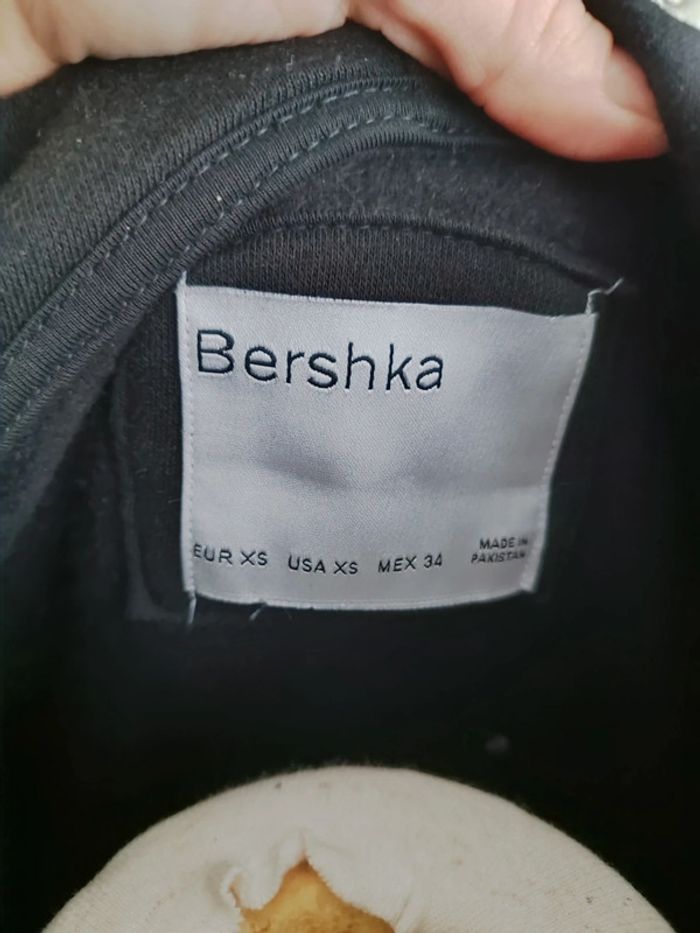 Bershka
EUR XS USA XS MEX 34
MADE IN
PAKISTAN